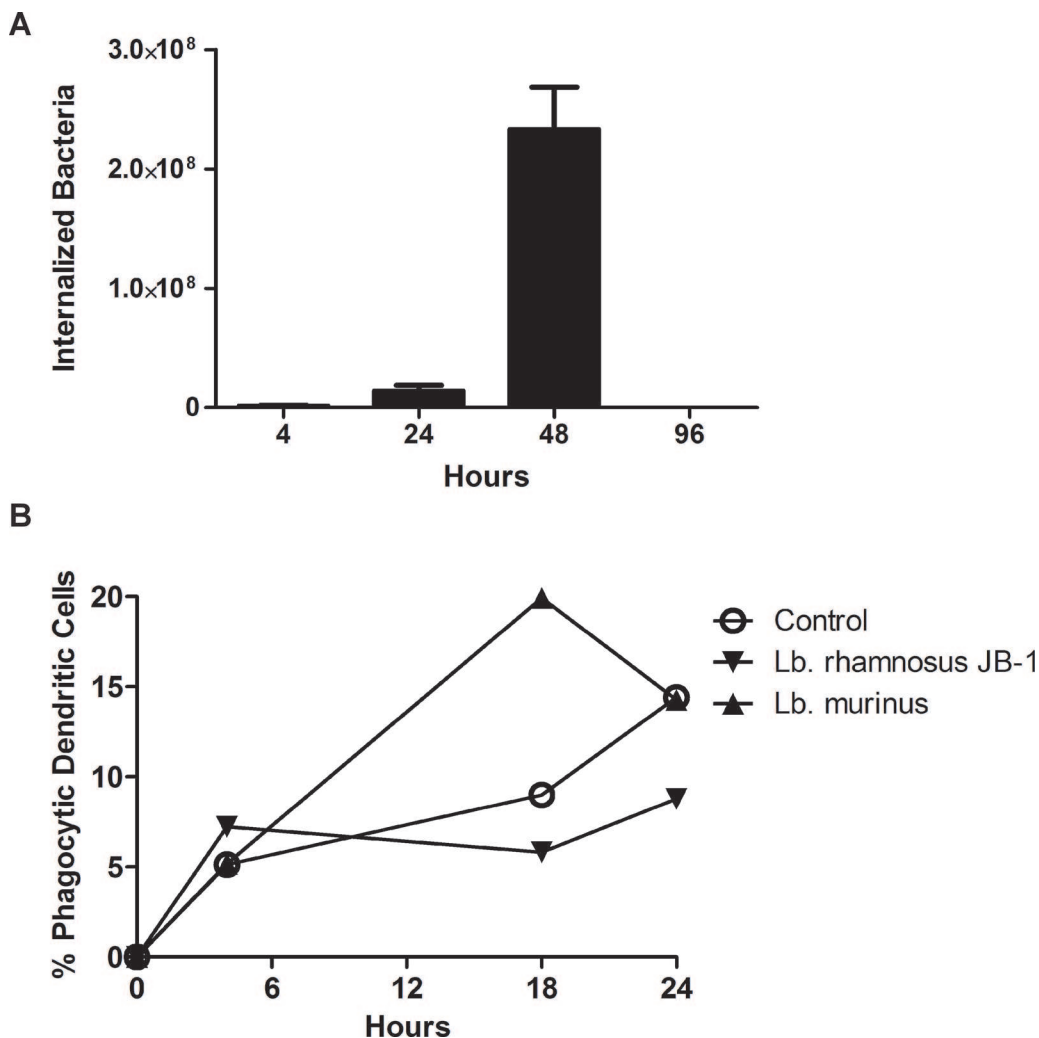 A
Internalized Bacteria
3.0×10⁸
2.0×10⁸
1.0×10⁸
0
4 24 48 96
Hours
B
% Phagocytic Dendritic Cells
20
15
10
5
0
0 6 12 18 24
Hours
Control
Lb. rhamnosus JB-1
Lb. murinus